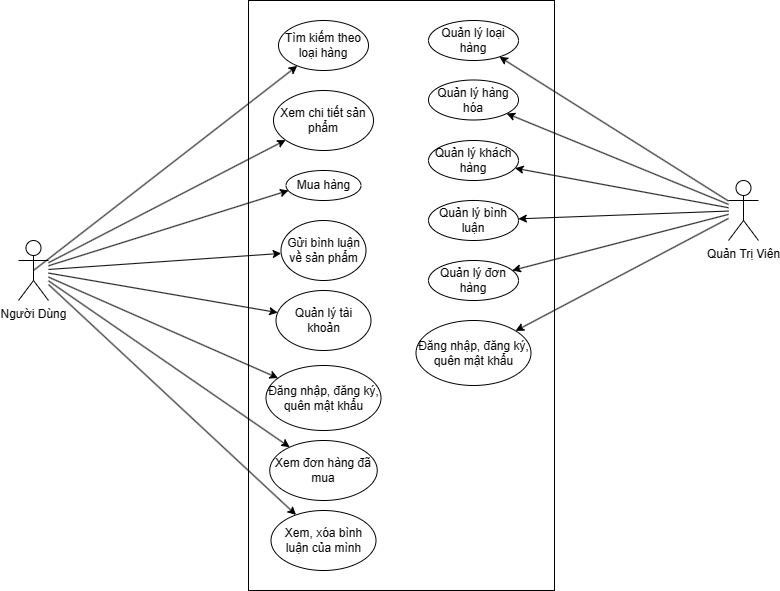 Tìm kiếm theo
loại hàng
Xem chi tiết sản
phẩm
Mua hàng
Gửi bình luận
về sản phẩm
Quản lý tài
khoản
Đăng nhập, đăng ký,
quên mật khẩu
Xem đơn hàng đã
mua
Xem, xóa bình
luận của mình
Quản lý loại
hàng
Quản lý hàng
hóa
Quản lý khách
hàng
Quản lý bình
luận
Quản lý đơn
hàng
Đăng nhập, đăng ký,
quên mật khẩu
Người Dùng
Quản Trị Viên